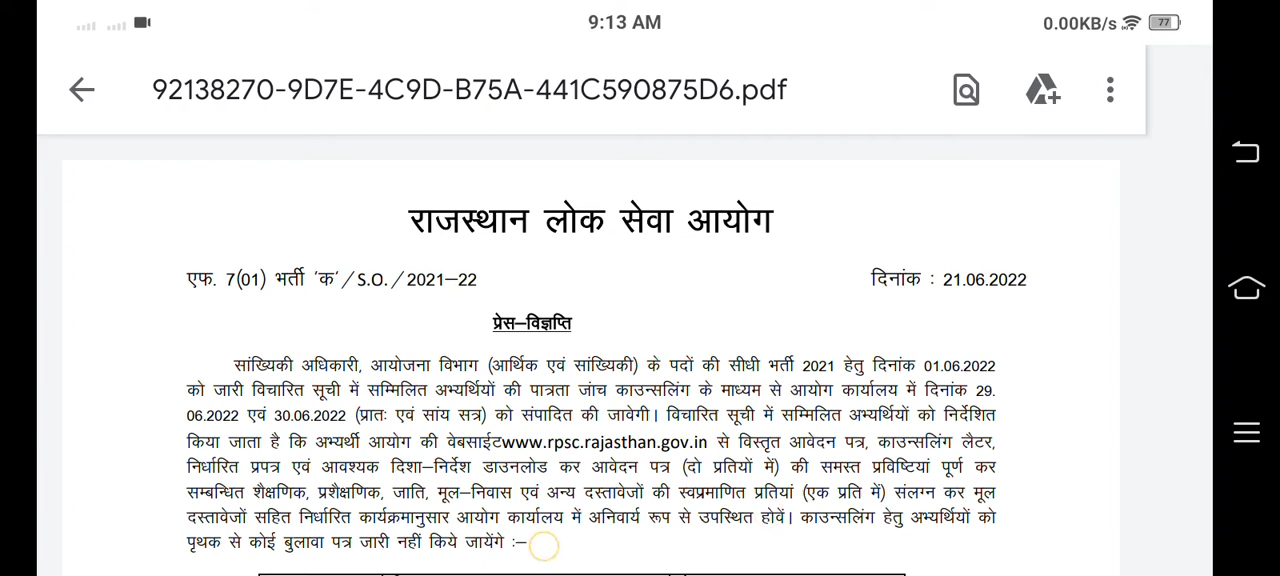 9:13 AM
0.00KB/s
77
92138270-9D7E-4C9D-B75A-441C590875D6.pdf
राजस्थान लोक सेवा आयोग
एफ. 7(01) भर्ती 'क'/S.O./2021–22 दिनांक : 21.06.2022
प्रेस–विज्ञप्ति
सांख्यिकी अधिकारी, आयोजना विभाग (आर्थिक एवं सांख्यिकी) के पदों की सीधी भर्ती 2021 हेतु दिनांक 01.06.2022
को जारी विचारित सूची में सम्मिलित अभ्यर्थियों की पात्रता जांच काउन्सलिंग के माध्यम से आयोग कार्यालय में दिनांक 29.
06.2022 एवं 30.06.2022 (प्रातः एवं सांय सत्र) को संपादित की जावेगी। विचारित सूची में सम्मिलित अभ्यर्थियों को निर्देशित
किया जाता है कि अभ्यर्थी आयोग की वेबसाईटwww.rpsc.rajasthan.gov.in से विस्तृत आवेदन पत्र, काउन्सलिंग लैटर,
निर्धारित प्रपत्र एवं आवश्यक दिशा–निर्देश डाउनलोड कर आवेदन पत्र (दो प्रतियों में) की समस्त प्रविष्टियां पूर्ण कर
सम्बन्धित शैक्षणिक, प्रशैक्षणिक, जाति, मूल–निवास एवं अन्य दस्तावेजों की स्वप्रमाणित प्रतियां (एक प्रति में) संलग्न कर मूल
दस्तावेजों सहित निर्धारित कार्यक्रमानुसार आयोग कार्यालय में अनिवार्य रूप से उपस्थित होवें। काउन्सलिंग हेतु अभ्यर्थियों को
पृथक से कोई बुलावा पत्र जारी नहीं किये जायेंगे :–